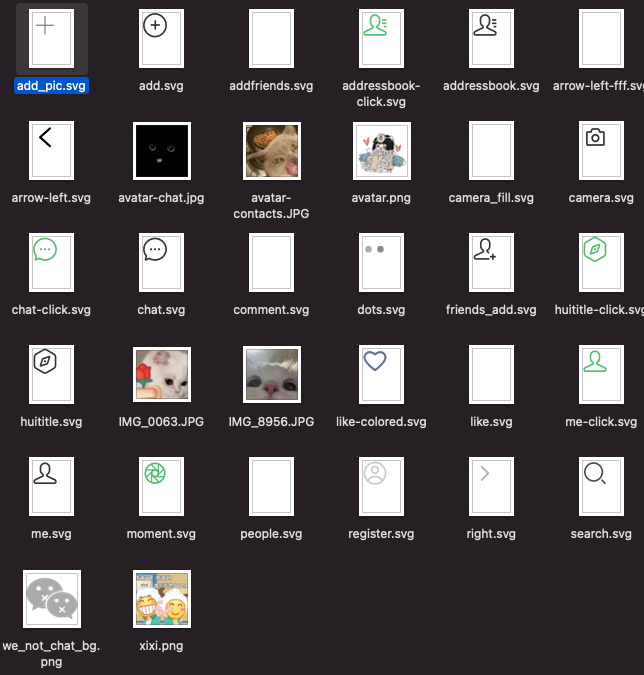 add_pic.svg
add.svg
addfriends.svg
addressbook-
click.svg
addressbook.svg
arrow-left-fff.svg
arrow-left.svg
avatar-chat.jpg
avatar-
contacts.JPG
avatar.png
camera_fill.svg
camera.svg
chat-click.svg
chat.svg
comment.svg
dots.svg
friends_add.svg
huititle-click.svg
huititle.svg
IMG_0063.JPG
IMG_8956.JPG
like-colored.svg
like.svg
me-click.svg
me.svg
moment.svg
people.svg
register.svg
right.svg
search.svg
we_not_chat_bg.
png
xixi.png